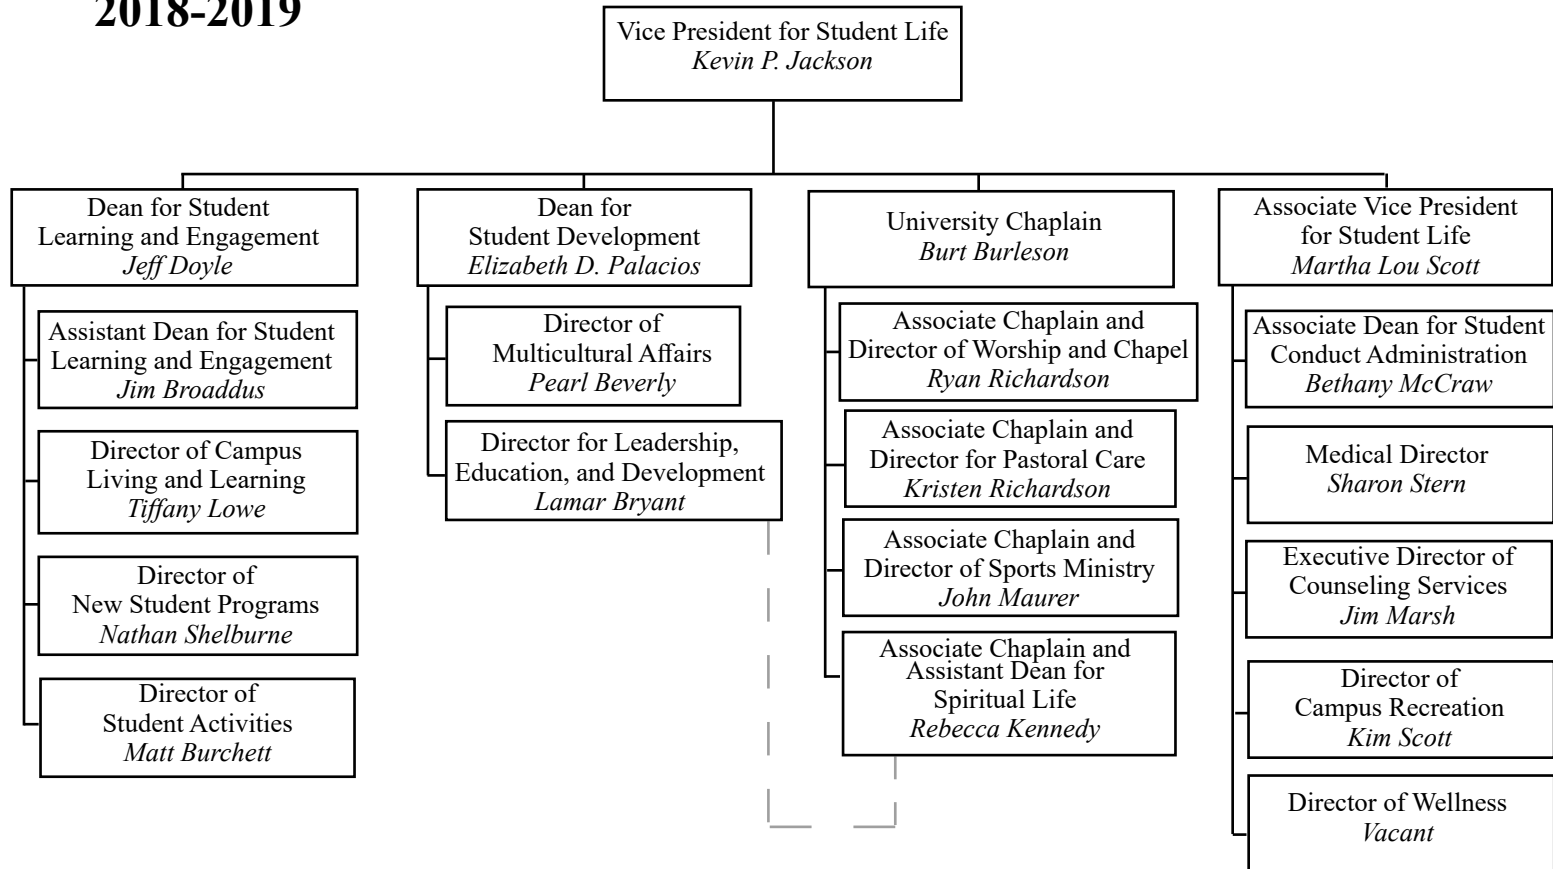 2018-2019
Vice President for Student Life
Kevin P. Jackson
Dean for Student
Learning and Engagement
Jeff Doyle
Assistant Dean for Student
Learning and Engagement
Jim Broaddus
Director of Campus
Living and Learning
Tiffany Lowe
Director of
New Student Programs
Nathan Shelburne
Director of
Student Activities
Matt Burchett
Dean for
Student Development
Elizabeth D. Palacios
Director of
Multicultural Affairs
Pearl Beverly
Director for Leadership,
Education, and Development
Lamar Bryant
University Chaplain
Burt Burleson
Associate Chaplain and
Director of Worship and Chapel
Ryan Richardson
Associate Chaplain and
Director for Pastoral Care
Kristen Richardson
Associate Chaplain and
Director of Sports Ministry
John Maurer
Associate Chaplain and
Assistant Dean for
Spiritual Life
Rebecca Kennedy
Associate Vice President
for Student Life
Martha Lou Scott
Associate Dean for Student
Conduct Administration
Bethany McCraw
Medical Director
Sharon Stern
Executive Director of
Counseling Services
Jim Marsh
Director of
Campus Recreation
Kim Scott
Director of Wellness
Vacant